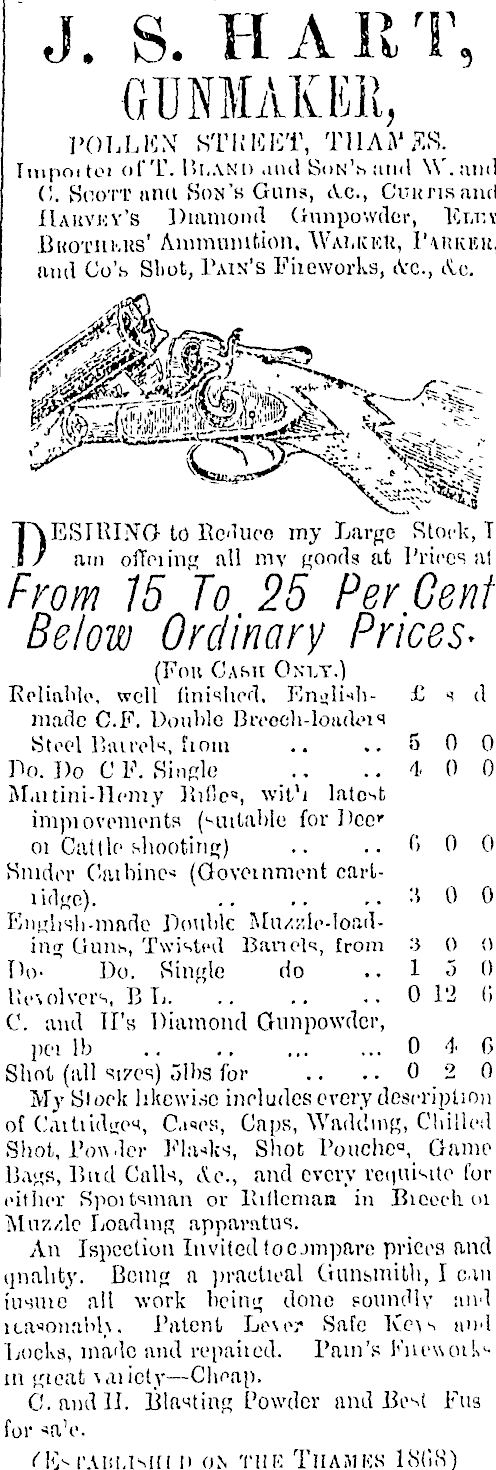 J. S. HART,
GUNMAKER,
POLLEN STREET, THAMES.
Importer of T. BLAND and SON'S and W. and
C. SCOTT and SON'S Guns, &c., CURTIS and
HARVEY'S Diamond Gunpowder, ELEY
BROTHERS' Ammunition, WALKER, PARKER,
and Co's Shot, PAIN'S Fireworks, &c., &c.
DESIRING to Reduce my Large Stock, I
am offering all my goods at Prices at
From 15 To 25 Per Cent
Below Ordinary Prices.
(FOR CASH ONLY.)
Reliable, well finished, English- £ s d
made C.F. Double Breech-loaders
Steel Barrels, from .. .. 5 0 0
Do. Do C F. Single .. .. 4 0 0
Martini-Henry Rifles, with latest
improvements (suitable for Deer
or Cattle shooting) .. .. 6 0 0
Snider Carbines (Government cart-
ridge). .. .. .. 3 0 0
English-made Double Muzzle-load-
ing Guns, Twisted Barrels, from 3 0 0
Do. Do. Single do .. 1 5 0
Revolvers, B L. .. .. .. 0 12 6
C. and H's Diamond Gunpowder,
per lb .. .. ... ... 0 4 6
Shot (all sizes) 5lbs for .. .. 0 2 0
My Stock likewise includes every description
of Cartridges, Cases, Caps, Wadding, Chilled
Shot, Powder Flasks, Shot Pouches, Game
Bags, Bird Calls, &c., and every requisite for
either Sportsman or Rifleman in Breech or
Muzzle Loading apparatus.
An Ispection Invited to compare prices and
quality. Being a practical Gunsmith, I can
insure all work being done soundly and
reasonably. Patent Lever Safe Keys and
Locks, made and repaired. Pain's Fireworks
in great variety—Cheap.
C. and H. Blasting Powder and Best Fus
for sale.
(ESTABLISHED ON THE THAMES 1868)